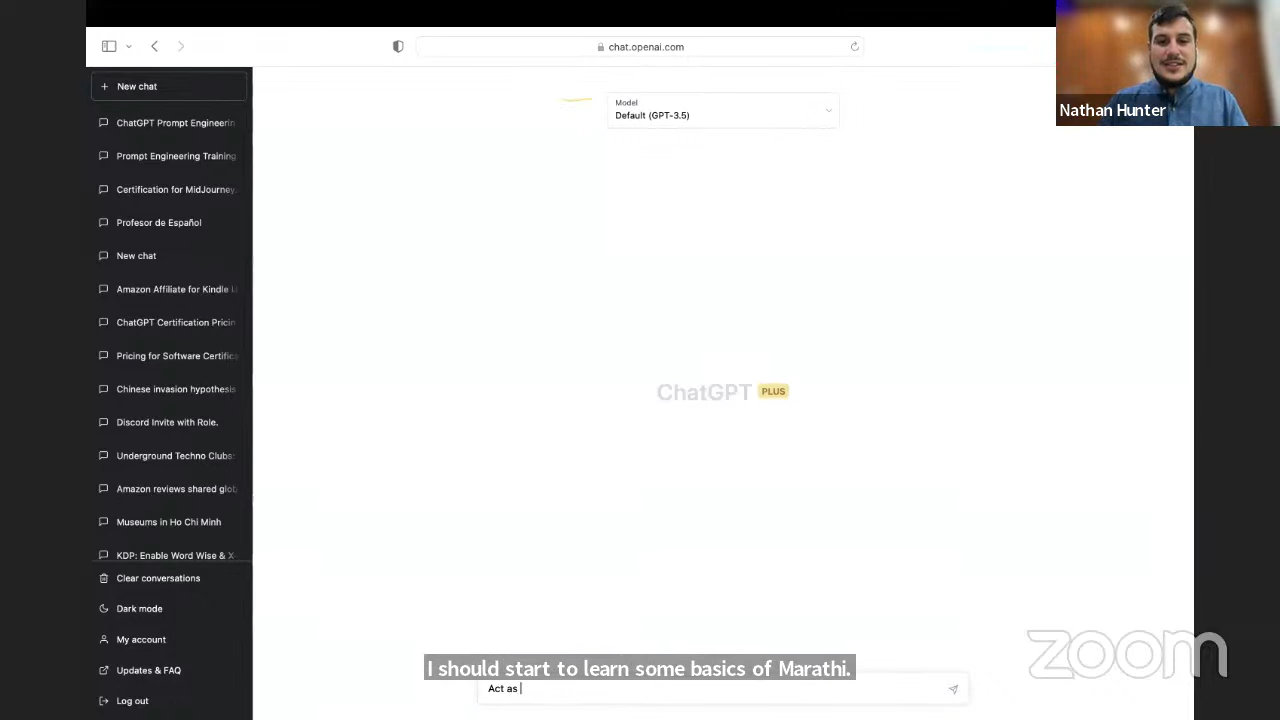 chat.openai.com
Nathan Hunter
New chat
Model
Default (GPT-3.5)
ChatGPT Prompt Engineerin
Prompt Engineering Training
Certification for MidJourney,
Profesor de Español
New chat
Amazon Affiliate for Kindle U
ChatGPT Certification Pricin
Pricing for Software Certifica
Chinese invasion hypothesis
Discord Invite with Role.
Underground Techno Clubs:
Amazon reviews shared glob
Museums in Ho Chi Minh
KDP: Enable Word Wise & X-
ChatGPT PLUS
Clear conversations
Dark mode
My account
Updates & FAQ
Log out
I should start to learn some basics of Marathi.
Act as
zoom